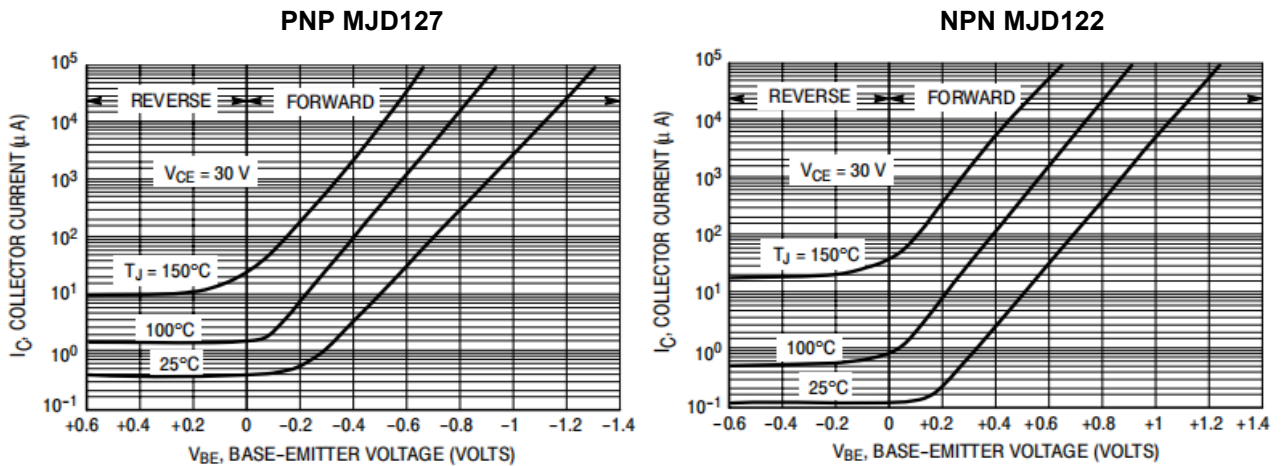 PNP MJD127
10⁵
REVERSE FORWARD
10⁴
V_CE = 30 V
10³
10²
T_J = 150°C
10¹
100°C
10⁰
25°C
10⁻¹
+0.6 +0.4 +0.2 0 -0.2 -0.4 -0.6 -0.8 -1 -1.2 -1.4
V_BE, BASE-EMITTER VOLTAGE (VOLTS)
I_C, COLLECTOR CURRENT (μ A)
NPN MJD122
10⁵
REVERSE FORWARD
10⁴
V_CE = 30 V
10³
10²
T_J = 150°C
10¹
100°C
10⁰
25°C
10⁻¹
-0.6 -0.4 -0.2 0 +0.2 +0.4 +0.6 +0.8 +1 +1.2 +1.4
V_BE, BASE-EMITTER VOLTAGE (VOLTS)
I_C, COLLECTOR CURRENT (μ A)